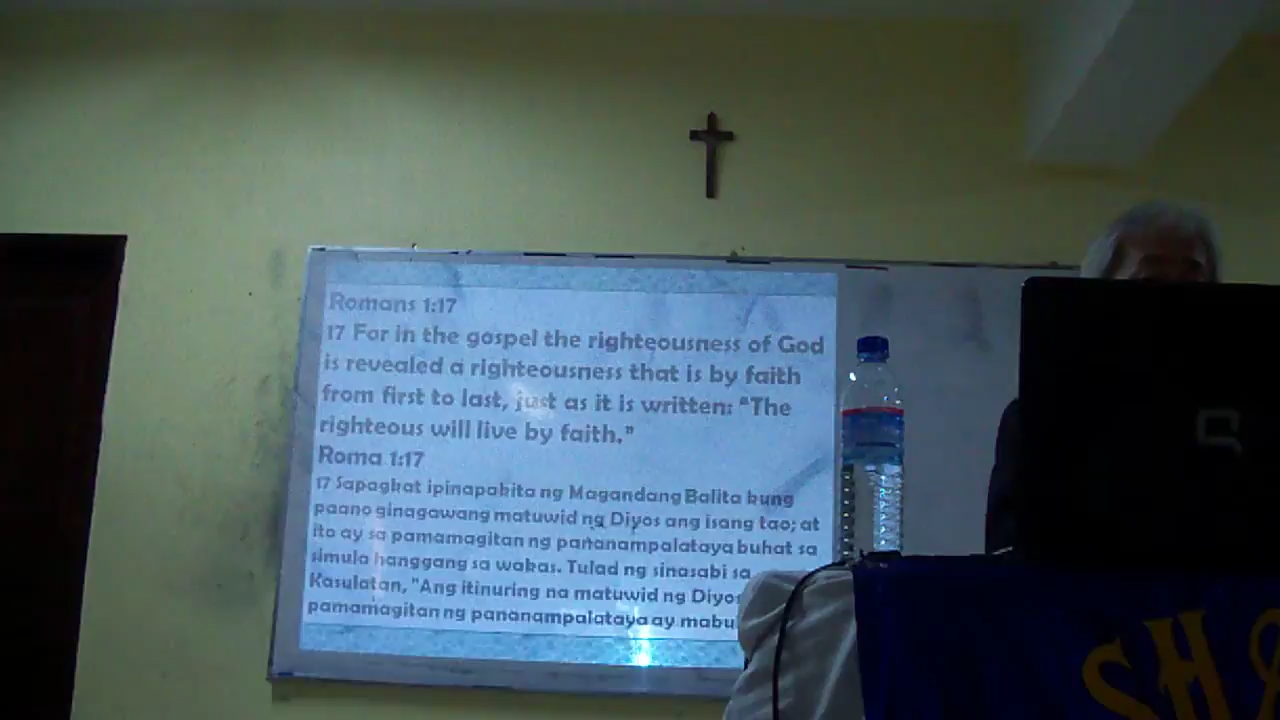 Romans 1:17
17 For in the gospel the righteousness of God
is revealed a righteousness that is by faith
from first to last, just as it is written: "The
righteous will live by faith."
Roma 1:17
17 Sapagkat ipinapakita ng Magandang Balita kung
paano ginagawang matuwid ng Diyos ang isang tao; at
ito ay sa pamamagitan ng pananampalataya buhat sa
simula hanggang sa wakas. Tulad ng sinasabi sa
Kasulatan, "Ang itinuring na matuwid ng Diyos
pamamagitan ng pananampalataya ay
SH